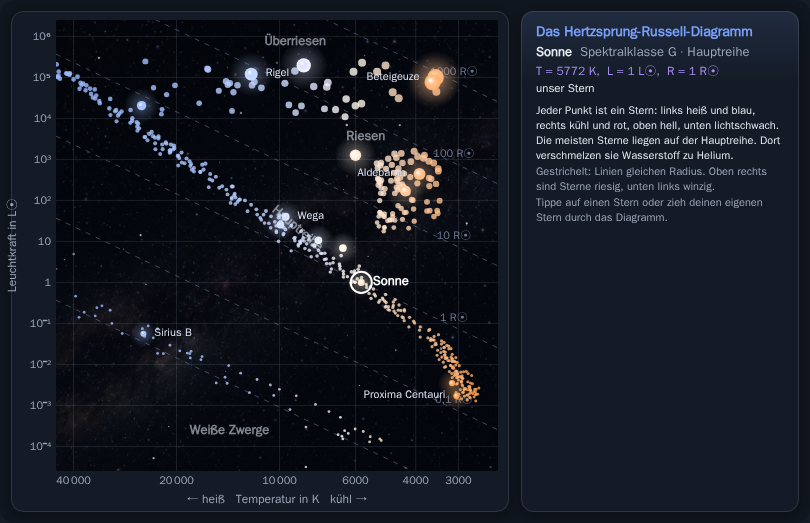 Das Hertzsprung-Russell-Diagramm
Sonne Spektralklasse G · Hauptreihe
T = 5772 K, L = 1 L☉, R = 1 R☉
unser Stern
Jeder Punkt ist ein Stern: links heiß und blau,
rechts kühl und rot, oben hell, unten lichtschwach.
Die meisten Sterne liegen auf der Hauptreihe. Dort
verschmelzen sie Wasserstoff zu Helium.
Gestrichelt: Linien gleichen Radius. Oben rechts
sind Sterne riesig, unten links winzig.
Tippe auf einen Stern oder zieh deinen eigenen
Stern durch das Diagramm.
Leuchtkraft in L☉
10⁶
10⁵
10⁴
10³
10²
10
1
10⁻¹
10⁻²
10⁻³
10⁻⁴
Überriesen
Rigel
Beteigeuze
1000 R☉
Riesen
100 R☉
Aldebaran
Wega
Hauptreihe
10 R☉
Sonne
1 R☉
Sirius B
Proxima Centauri
0,1 R☉
Weiße Zwerge
40 000
20 000
10 000
6000
4000
3000
← heiß Temperatur in K kühl →